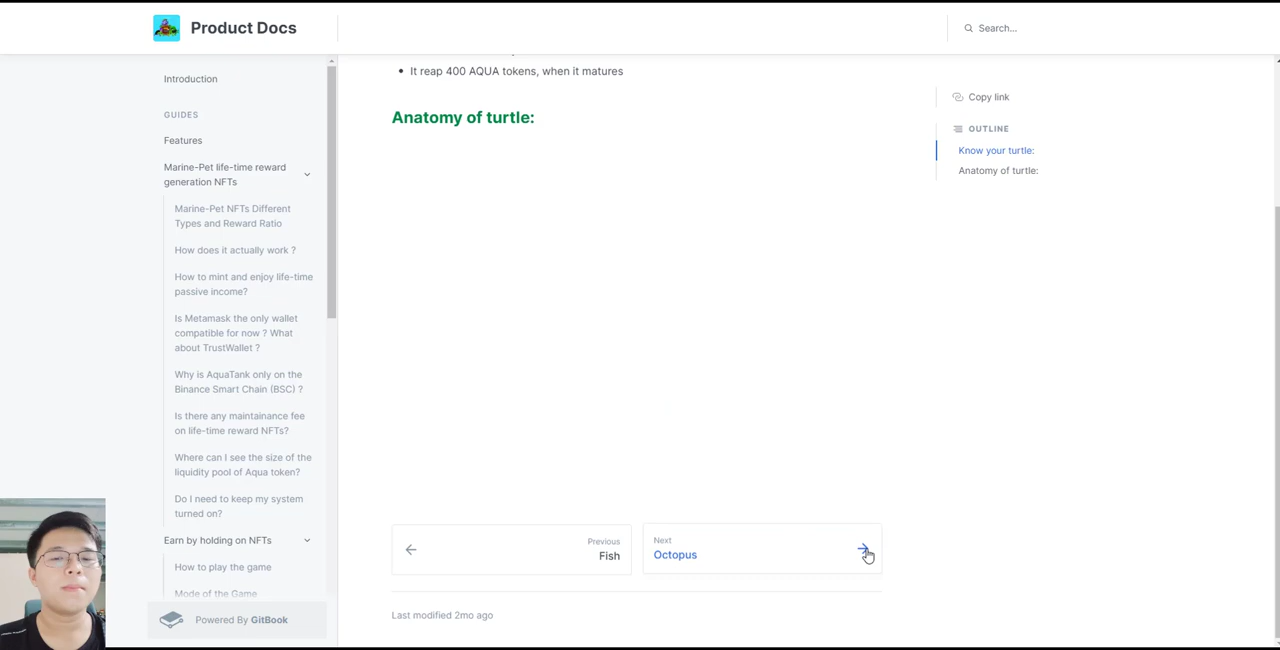 Product Docs
Search...
Introduction
GUIDES
Features
Marine-Pet life-time reward
generation NFTs
Marine-Pet NFTs Different
Types and Reward Ratio
How does it actually work ?
How to mint and enjoy life-time
passive income?
Is Metamask the only wallet
compatible for now ? What
about TrustWallet ?
Why is AquaTank only on the
Binance Smart Chain (BSC) ?
Is there any maintainance fee
on life-time reward NFTs?
Where can I see the size of the
liquidity pool of Aqua token?
Do I need to keep my system
turned on?
Earn by holding on NFTs
How to play the game
Mode of the Game
Powered By GitBook
It reap 400 AQUA tokens, when it matures
Anatomy of turtle:
Previous
Fish
Next
Octopus
Last modified 2mo ago
Copy link
OUTLINE
Know your turtle:
Anatomy of turtle: